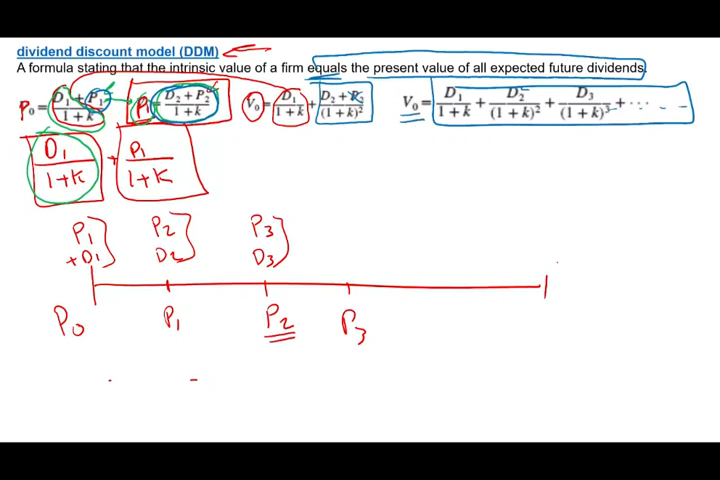 dividend discount model (DDM)
A formula stating that the intrinsic value of a firm equals the present value of all expected future dividends.
P₀ = (D₁ + P₁)/(1 + k) P₁ = (D₂ + P₂)/(1 + k) V₀ = D₁/(1 + k) + (D₂ + P₂)/(1 + k)² V₀ = D₁/(1 + k) + D₂/(1 + k)² + D₃/(1 + k)³ + ⋯
D₁/(1+K) + P₁/(1+K)
P₁ P₂ P₃
+D₁ D₂ D₃
P₀ P₁ P₂ P₃